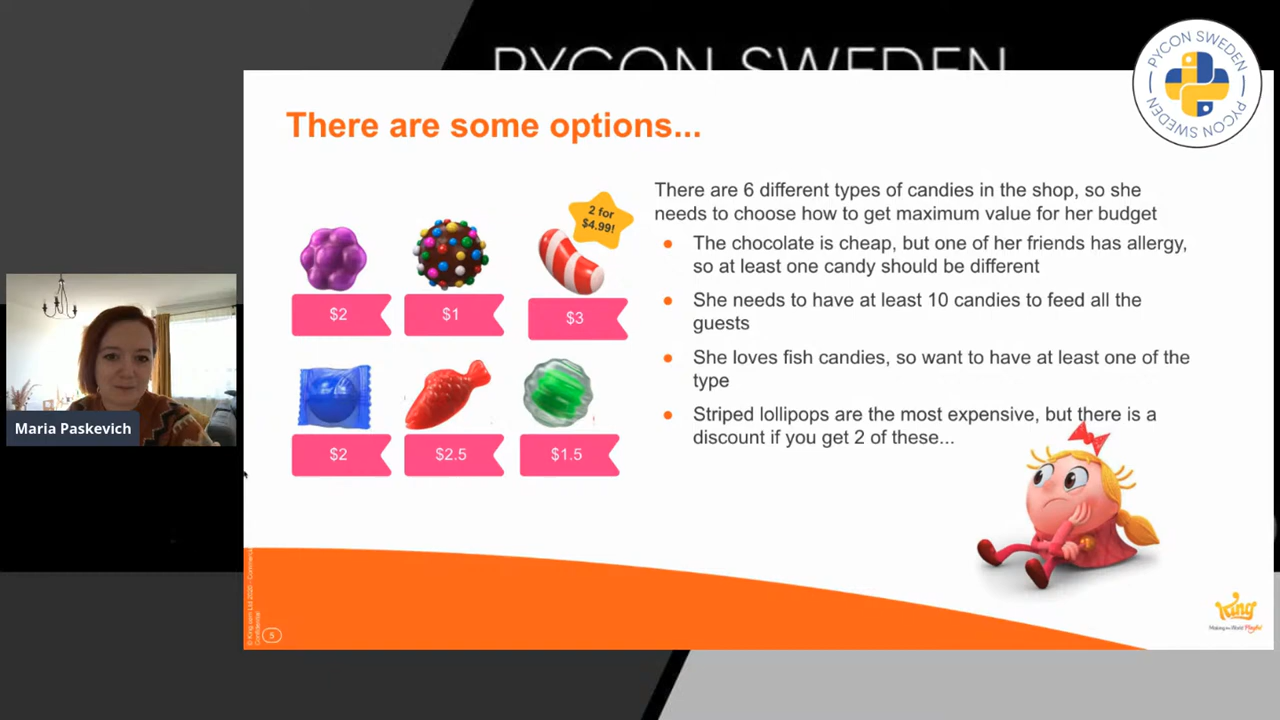 PYCON SWEDEN
PYCON SWEDEN
PYCON SWEDEN
There are some options...
There are 6 different types of candies in the shop, so she
needs to choose how to get maximum value for her budget
● The chocolate is cheap, but one of her friends has allergy,
so at least one candy should be different
● She needs to have at least 10 candies to feed all the
guests
● She loves fish candies, so want to have at least one of the
type
● Striped lollipops are the most expensive, but there is a
discount if you get 2 of these...
2 for
$4.99!
$2
$1
$3
$2
$2.5
$1.5
Maria Paskevich
5
King
Making the World Playful